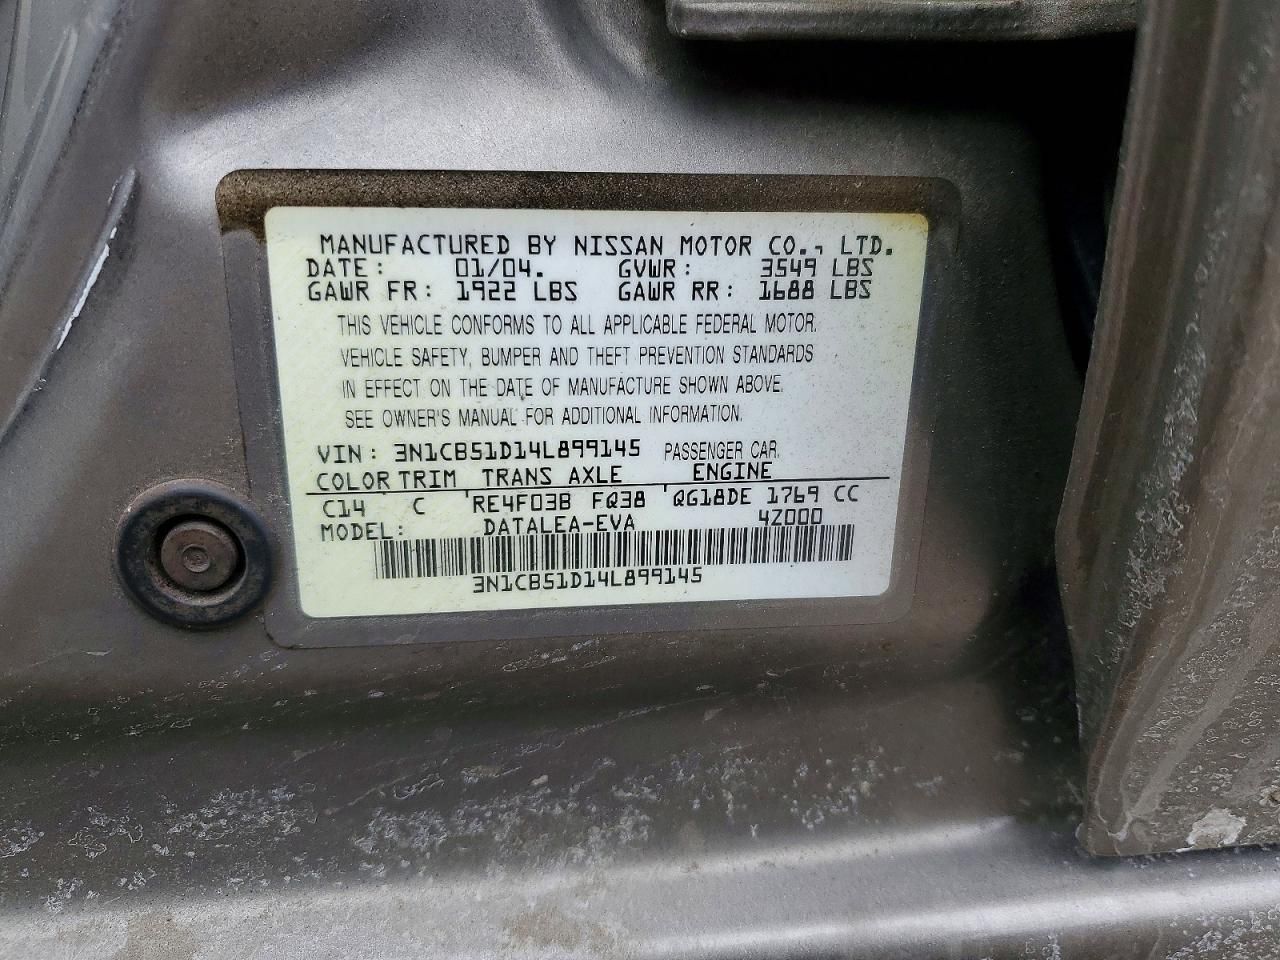 MANUFACTURED BY NISSAN MOTOR CO., LTD.
DATE: 01/04. GVWR: 3549 LBS
GAWR FR: 1922 LBS GAWR RR: 1688 LBS
THIS VEHICLE CONFORMS TO ALL APPLICABLE FEDERAL MOTOR.
VEHICLE SAFETY, BUMPER AND THEFT PREVENTION STANDARDS
IN EFFECT ON THE DATE OF MANUFACTURE SHOWN ABOVE.
SEE OWNER'S MANUAL FOR ADDITIONAL INFORMATION.
VIN: 3N1CB51D14L899145 PASSENGER CAR.
COLOR TRIM TRANS AXLE ENGINE
C14 C RE4F03B FQ38 QG18DE 1769 CC
MODEL: DATALEA-EVA 4Z000
3N1CB51D14L899145